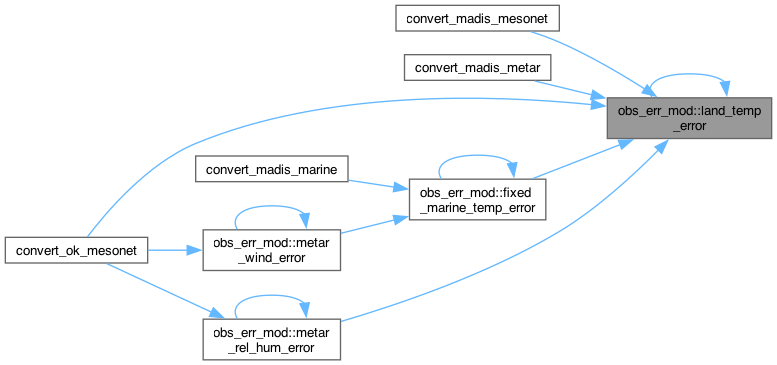 convert_madis_mesonet
convert_madis_metar
obs_err_mod::land_temp
_error
convert_madis_marine
obs_err_mod::fixed
_marine_temp_error
convert_ok_mesonet
obs_err_mod::metar
_wind_error
obs_err_mod::metar
_rel_hum_error